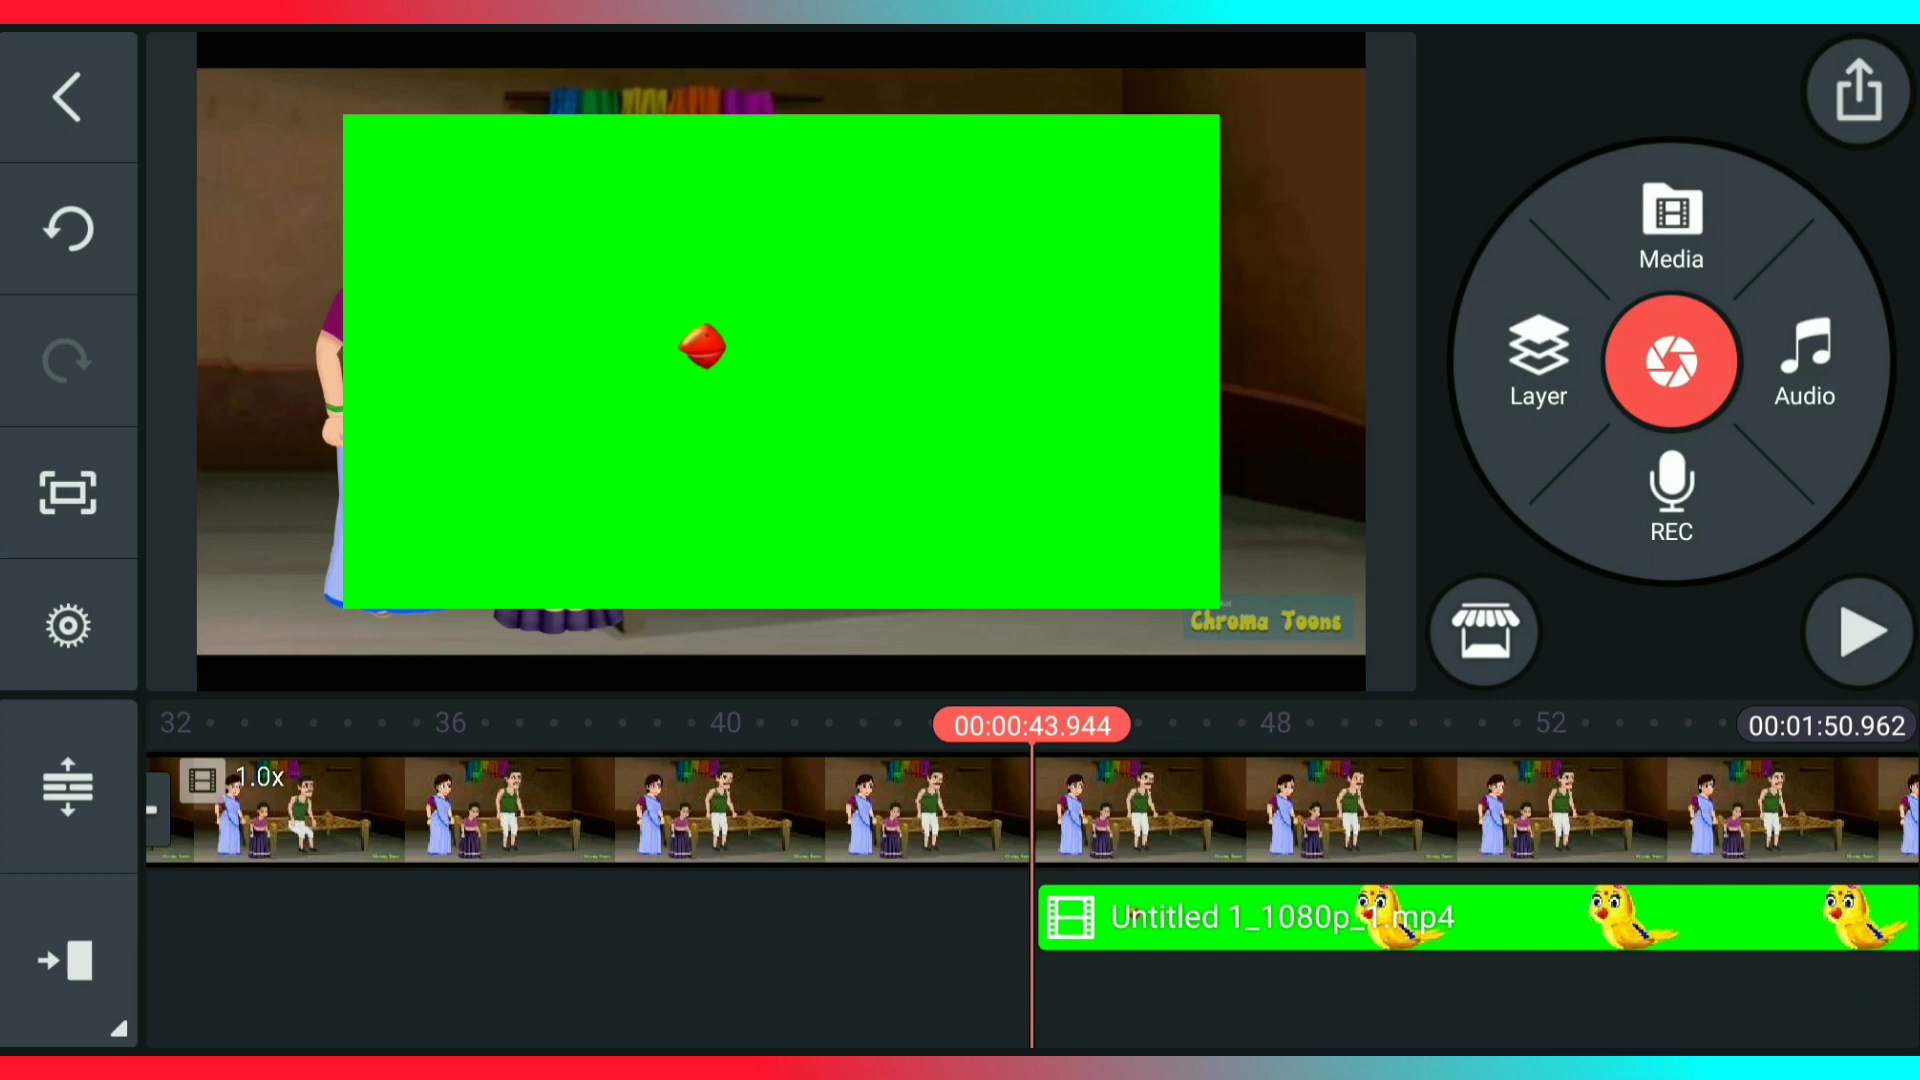 Media
Layer
Audio
REC
Chroma Toons
32
36
40
00:00:43.944
48
52
00:01:50.962
1.0x
Untitled 1_1080p_1.mp4